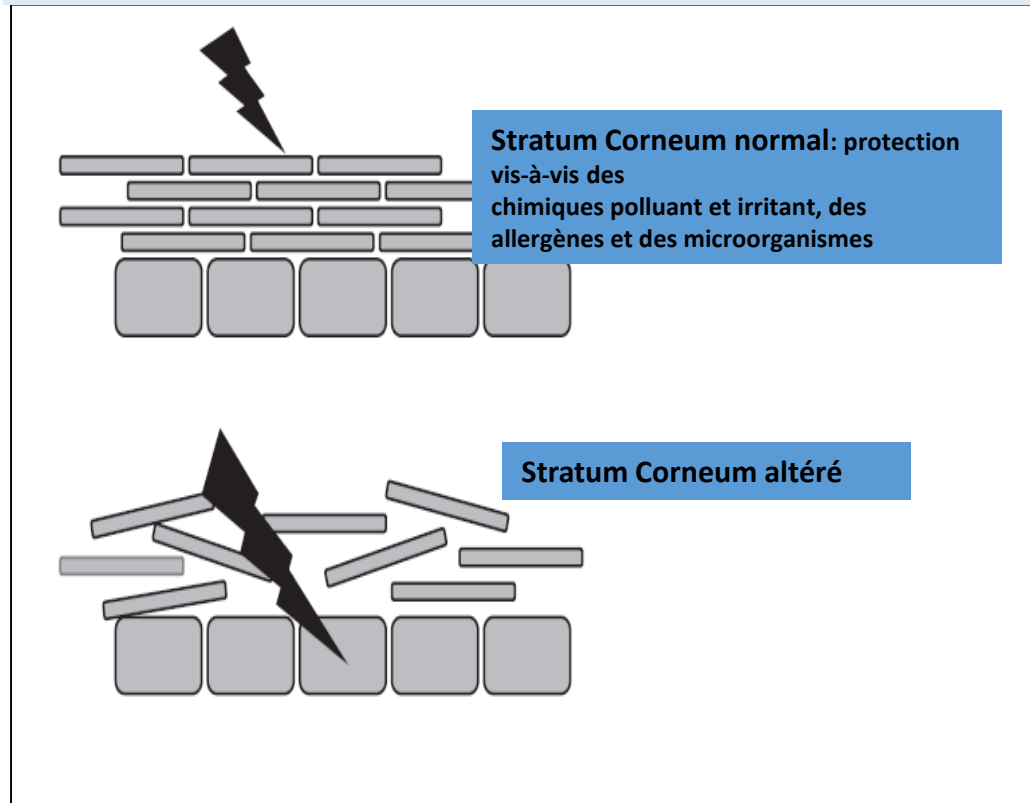 Stratum Corneum normal: protection
vis-à-vis des
chimiques polluant et irritant, des
allergènes et des microorganismes
Stratum Corneum altéré